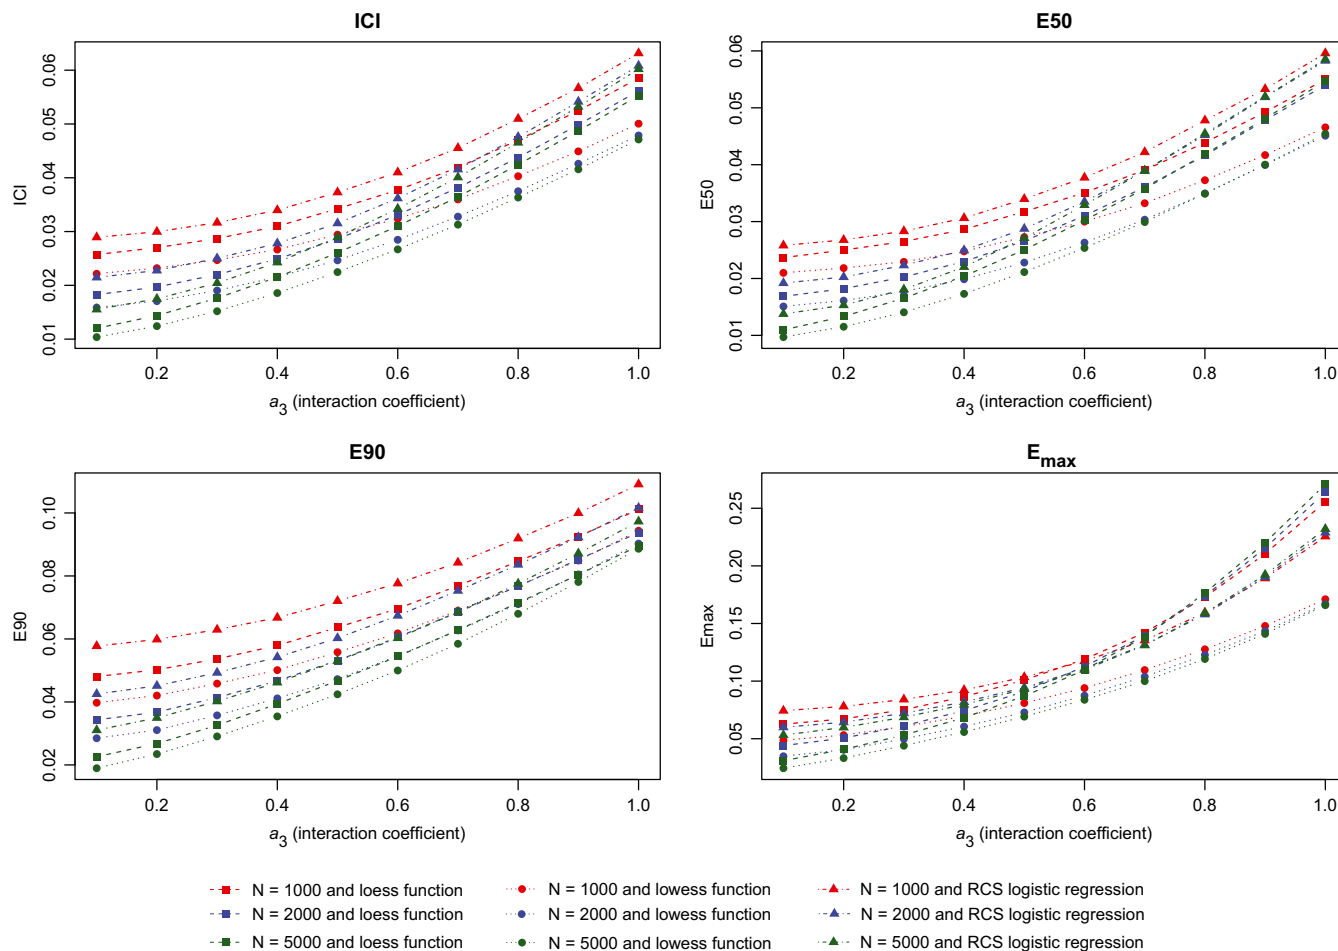 ICI
ICI
0.01 0.02 0.03 0.04 0.05 0.06
0.2 0.4 0.6 0.8 1.0
a3 (interaction coefficient)
E50
E50
0.01 0.02 0.03 0.04 0.05 0.06
0.2 0.4 0.6 0.8 1.0
a3 (interaction coefficient)
E90
E90
0.02 0.04 0.06 0.08 0.10
0.2 0.4 0.6 0.8 1.0
a3 (interaction coefficient)
Emax
Emax
0.05 0.10 0.15 0.20 0.25
0.2 0.4 0.6 0.8 1.0
a3 (interaction coefficient)
N = 1000 and loess function
N = 2000 and loess function
N = 5000 and loess function
N = 1000 and lowess function
N = 2000 and lowess function
N = 5000 and lowess function
N = 1000 and RCS logistic regression
N = 2000 and RCS logistic regression
N = 5000 and RCS logistic regression